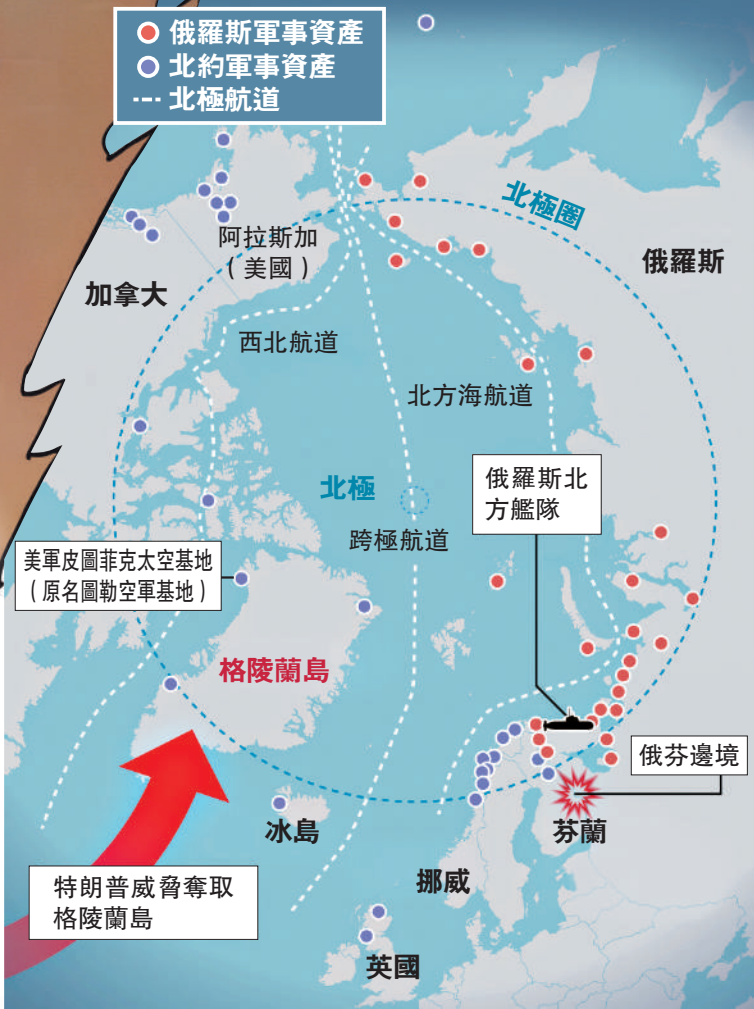 俄羅斯軍事資產
北約軍事資產
北極航道
北極圈
阿拉斯加
（美國）
俄羅斯
加拿大
西北航道
北方海航道
俄羅斯北
方艦隊
北極
跨極航道
美軍皮圖菲克太空基地
（原名圖勒空軍基地）
格陵蘭島
俄芬邊境
冰島
芬蘭
挪威
特朗普威脅奪取
格陵蘭島
英國